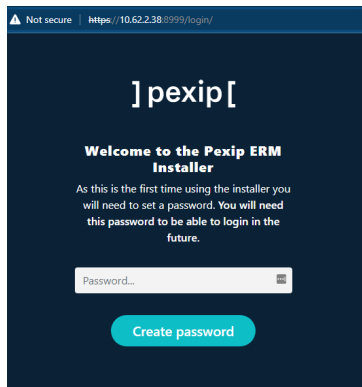 Not secure | https://10.62.2.38:8999/login/
]pexip[
Welcome to the Pexip ERM
Installer
As this is the first time using the installer you
will need to set a password. You will need
this password to be able to login in the
future.
Password...
Create password